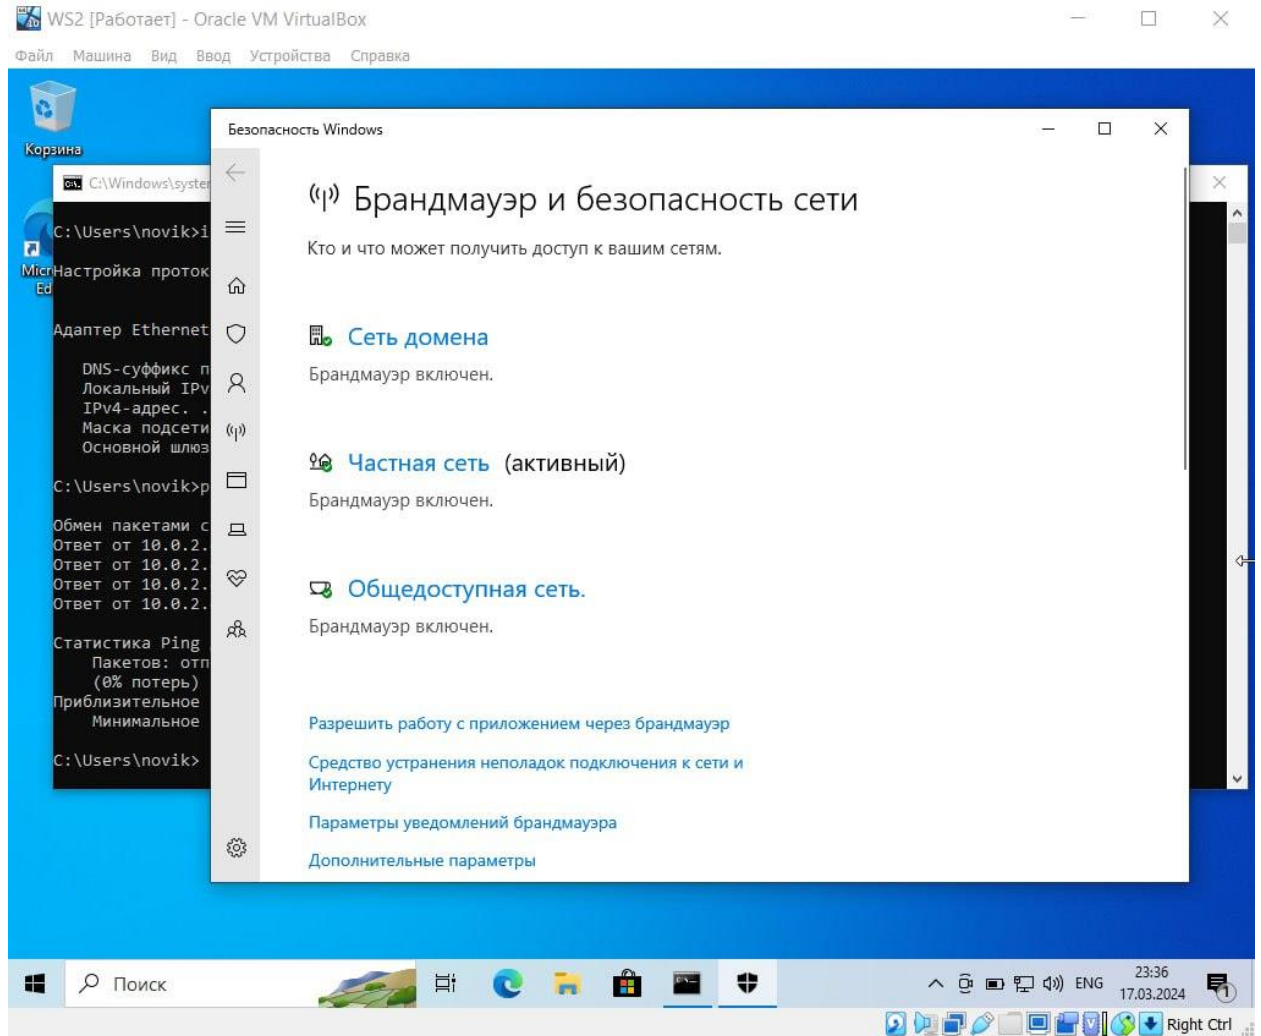 WS2 [Работает] - Oracle VM VirtualBox
Файл Машина Вид Ввод Устройства Справка
Корзина
Безопасность Windows
C:\Windows\syster
Брандмауэр и безопасность сети
Кто и что может получить доступ к вашим сетям.
C:\Users\novik>i
Micr
Ed
Настройка проток
Адаптер Ethernet
DNS-суффикс п
Локальный IPv
IPv4-адрес. .
Маска подсети
Основной шлюз
C:\Users\novik>p
Обмен пакетами с
Ответ от 10.0.2.
Ответ от 10.0.2.
Ответ от 10.0.2.
Ответ от 10.0.2.
Статистика Ping
Пакетов: отп
(0% потерь)
Приблизительное
Минимальное
C:\Users\novik>
Сеть домена
Брандмауэр включен.
Частная сеть (активный)
Брандмауэр включен.
Общедоступная сеть.
Брандмауэр включен.
Разрешить работу с приложением через брандмауэр
Средство устранения неполадок подключения к сети и
Интернету
Параметры уведомлений брандмауэра
Дополнительные параметры
Поиск
ENG
23:36
17.03.2024
1
Right Ctrl